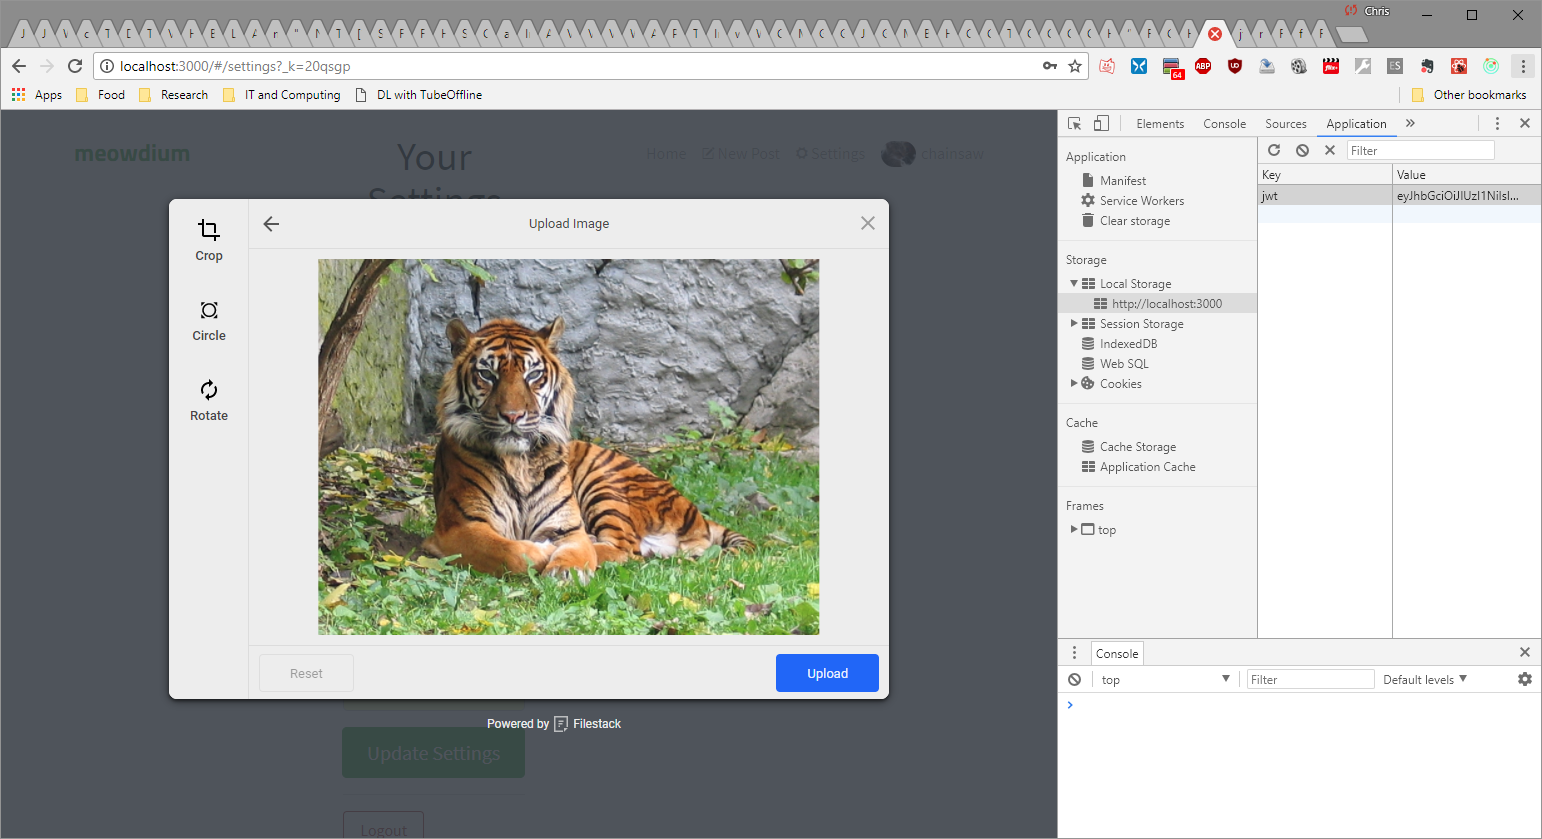 Chris
localhost:3000/#/settings?_k=20qsgp
64
ABP
ES
Apps
Food
Research
IT and Computing
DL with TubeOffline
Other bookmarks
meowdium
Your
Settings
Home
New Post
Settings
chainsaw
Crop
Circle
Rotate
Upload Image
Reset
Upload
Powered by Filestack
Update Settings
Logout
Elements
Console
Sources
Application
»
Application
Manifest
Service Workers
Clear storage
Storage
Local Storage
http://localhost:3000
Session Storage
IndexedDB
Web SQL
Cookies
Cache
Cache Storage
Application Cache
Frames
top
Filter
Key
Value
jwt
eyJhbGciOiJIUzI1NiIsI...
Console
top
Filter
Default levels